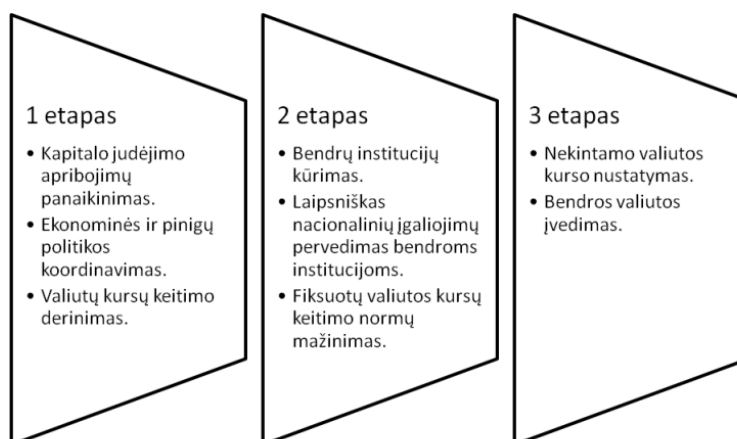 1 etapas
• Kapitalo judėjimo
apribojimų
panaikinimas.
• Ekonominės ir pinigų
politikos
koordinavimas.
• Valiutų kursų keitimo
derinimas.
2 etapas
• Bendrų institucijų
kūrimas.
• Laipsniškas
nacionalinių įgaliojimų
pervedimas bendroms
institucijoms.
• Fiksuotų valiutos kursų
keitimo normų
mažinimas.
3 etapas
• Nekintamo valiutos
kurso nustatymas.
• Bendros valiutos
įvedimas.